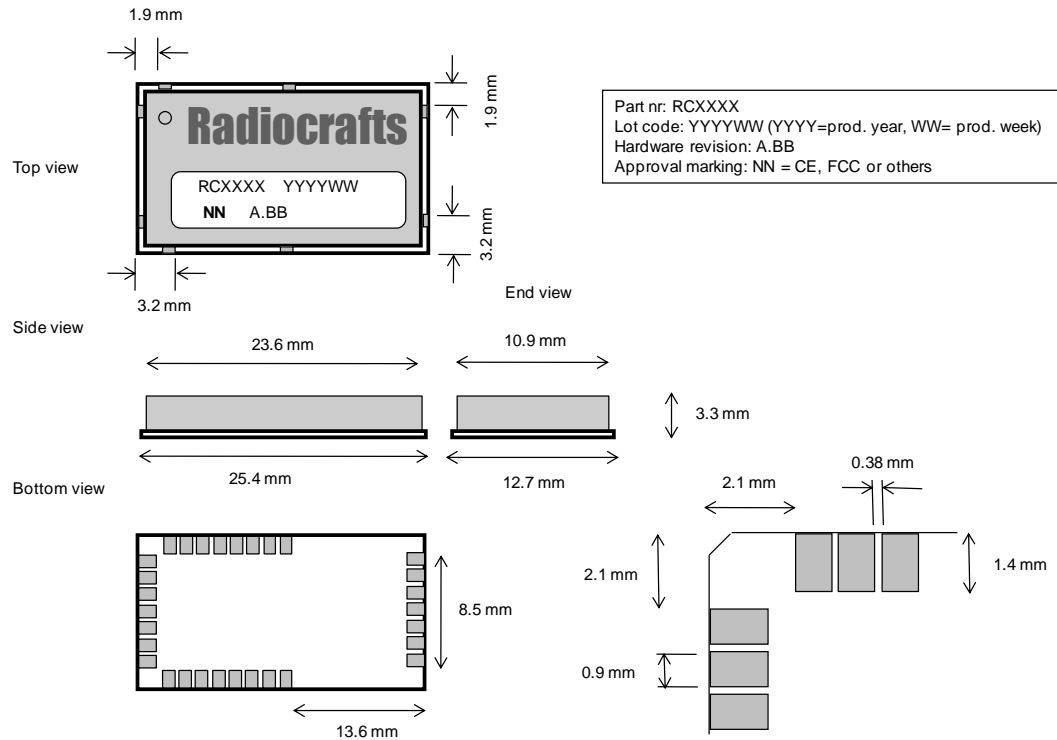 1.9 mm
1.9 mm
Radiocrafts
Part nr: RCXXXX
Lot code: YYYYWW (YYYY=prod. year, WW= prod. week)
Hardware revision: A.BB
Approval marking: NN = CE, FCC or others
Top view
RCXXXX YYYYWW
NN A.BB
3.2 mm
3.2 mm
End view
Side view
23.6 mm
10.9 mm
3.3 mm
25.4 mm
12.7 mm
0.38 mm
Bottom view
2.1 mm
2.1 mm
1.4 mm
8.5 mm
0.9 mm
13.6 mm